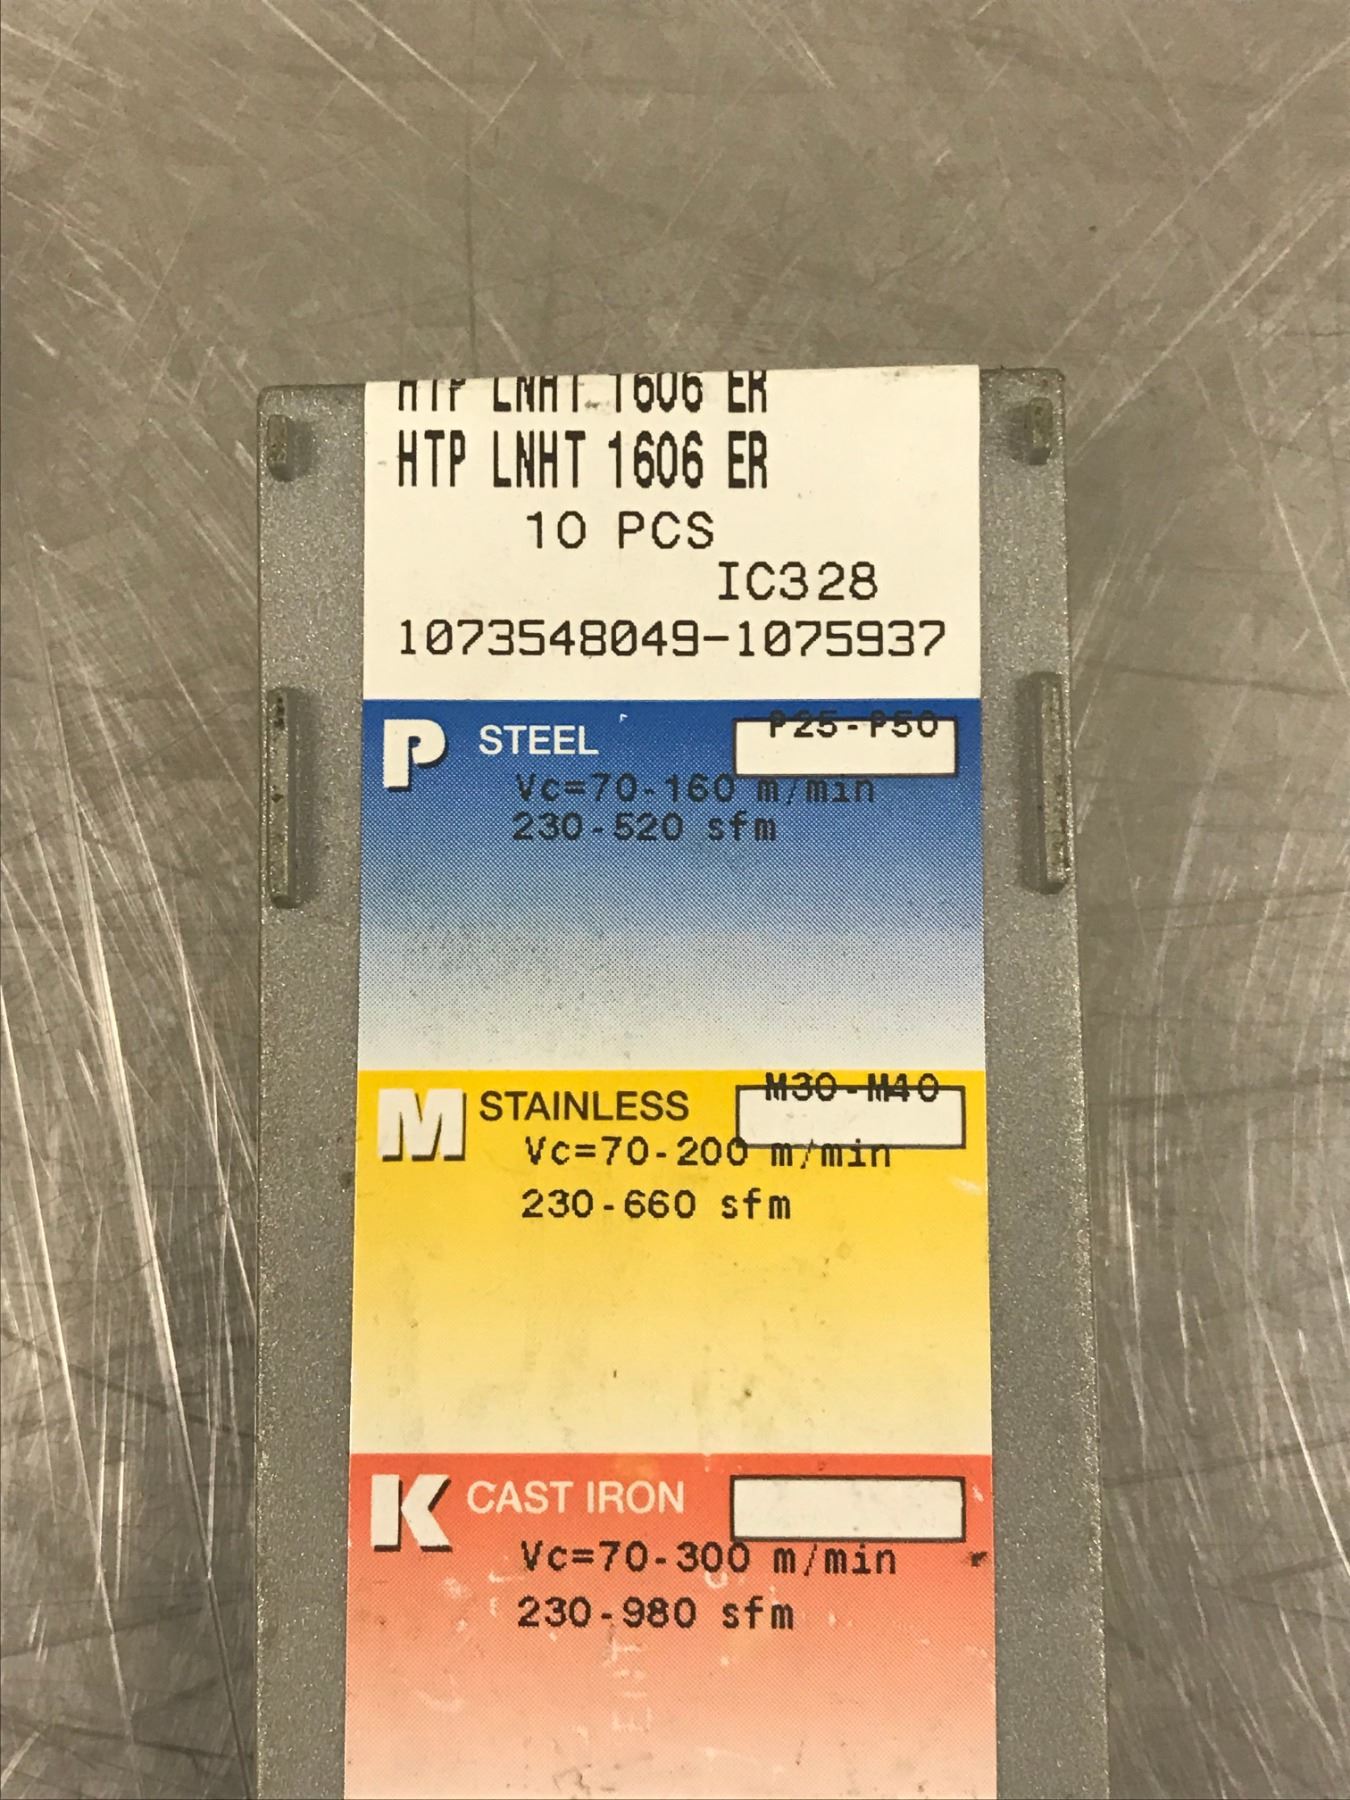 HTP LNHT 1606 ER
HTP LNHT 1606 ER
10 PCS
IC328
1073548049-1075937
P STEEL P25-P50
Vc=70-160 m/min
230-520 sfm
M STAINLESS M30-M40
Vc=70-200 m/min
230-660 sfm
K CAST IRON
Vc=70-300 m/min
230-980 sfm